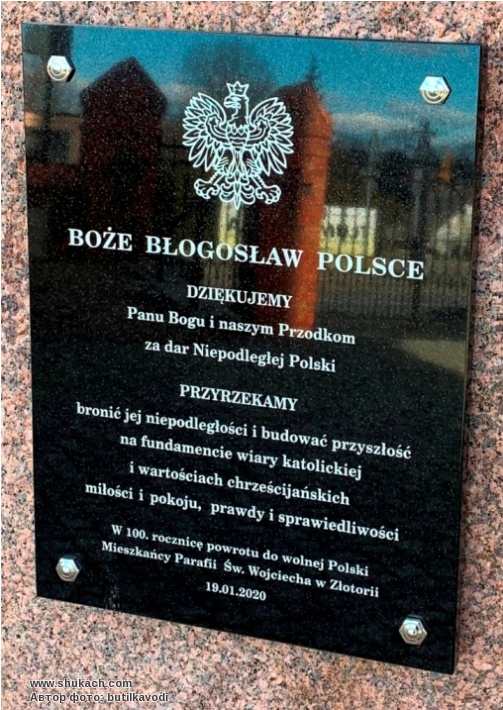 BOŻE BŁOGOSŁAW POLSCE
DZIĘKUJEMY
Panu Bogu i naszym Przodkom
za dar Niepodległej Polski
PRZYRZEKAMY
bronić jej niepodległości i budować przyszłość
na fundamencie wiary katolickiej
i wartościach chrześcijańskich
miłości i pokoju, prawdy i sprawiedliwości
W 100. rocznicę powrotu do wolnej Polski
Mieszkańcy Parafii Św. Wojciecha w Złotorii
19.01.2020
www.shukach.com
Автор фото: butilkavodi